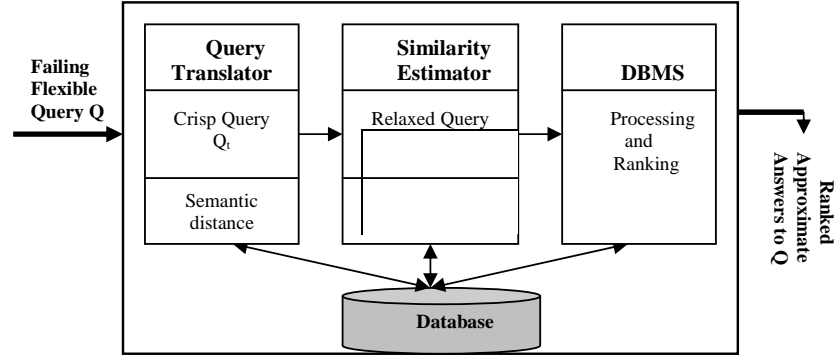 Failing
Flexible
Query Q
Query
Translator
Crisp Query
Qt
Semantic
distance
Similarity
Estimator
Relaxed Query
DBMS
Processing
and
Ranking
Database
Ranked
Approximate
Answers to Q